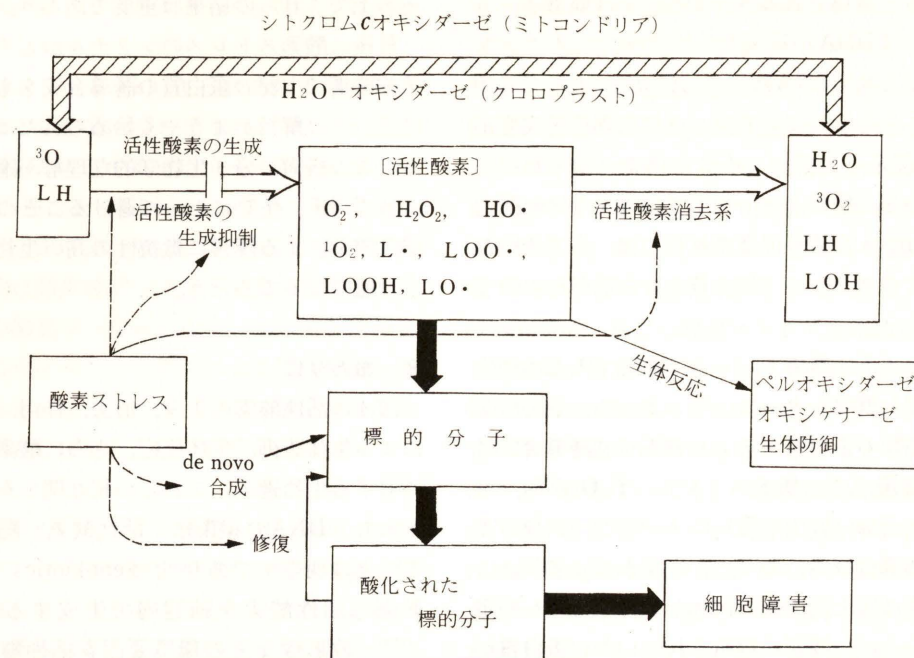 シトクロムCオキシダーゼ（ミトコンドリア）
H₂O−オキシダーゼ（クロロプラスト）
³O
LH
活性酸素の生成
活性酸素の
生成抑制
〔活性酸素〕
O₂⁻, H₂O₂, HO・
¹O₂, L・, LOO・,
LOOH, LO・
活性酸素消去系
H₂O
³O₂
LH
LOH
酸素ストレス
生体反応
ペルオキシダーゼ
オキシゲナーゼ
生体防御
標的分子
de novo
合成
修復
酸化された
標的分子
細胞障害